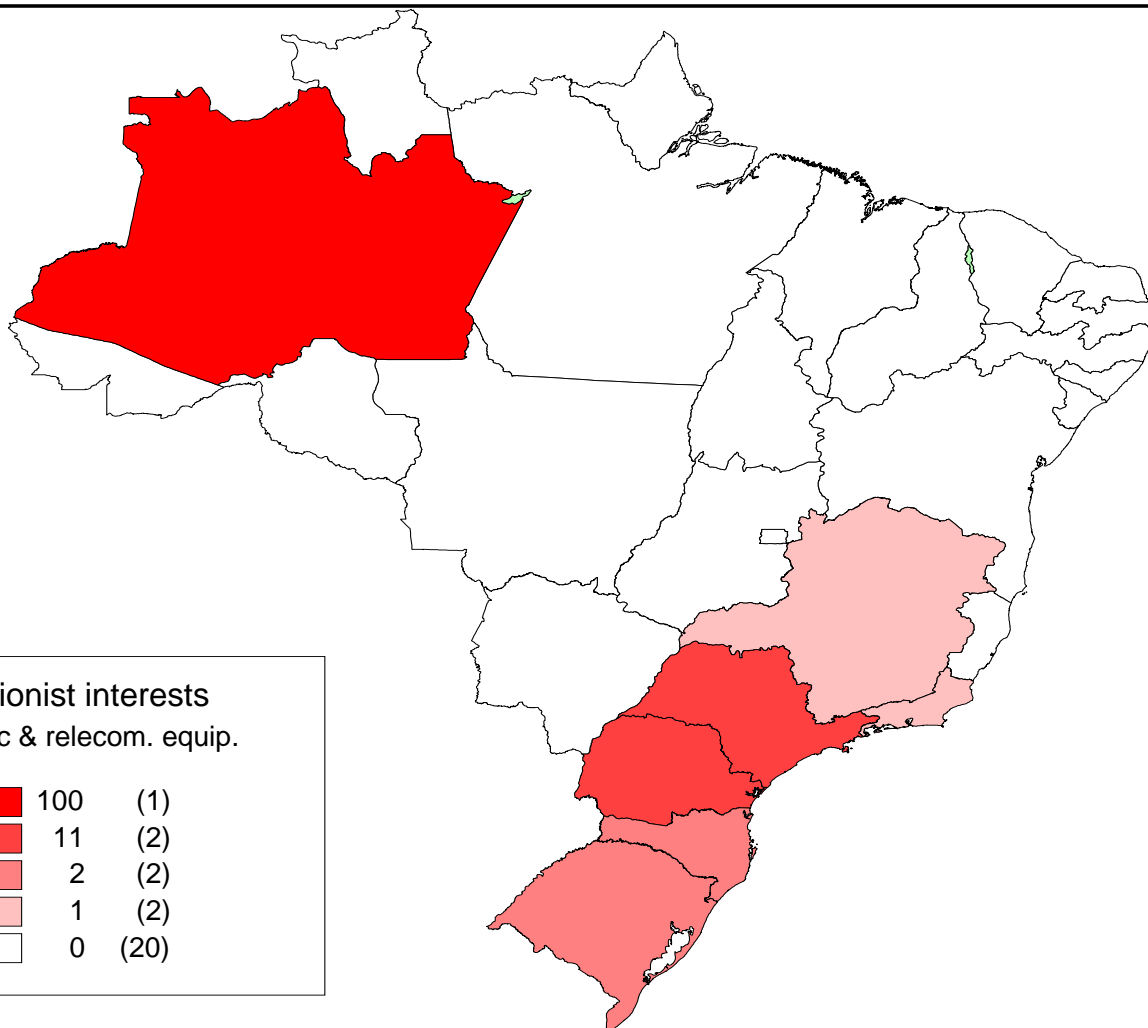 ionist interests
c & relecom. equip.
100 (1)
11 (2)
2 (2)
1 (2)
0 (20)